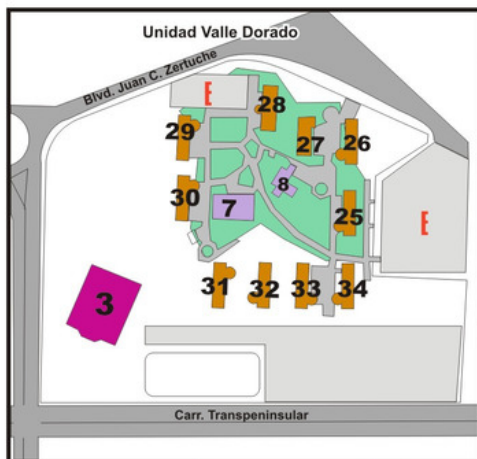 Unidad Valle Dorado
Blvd. Juan C. Zertuche
E
28
29
27
26
30
8
7
25
E
31
32
33
34
3
Carr. Transpeninsular